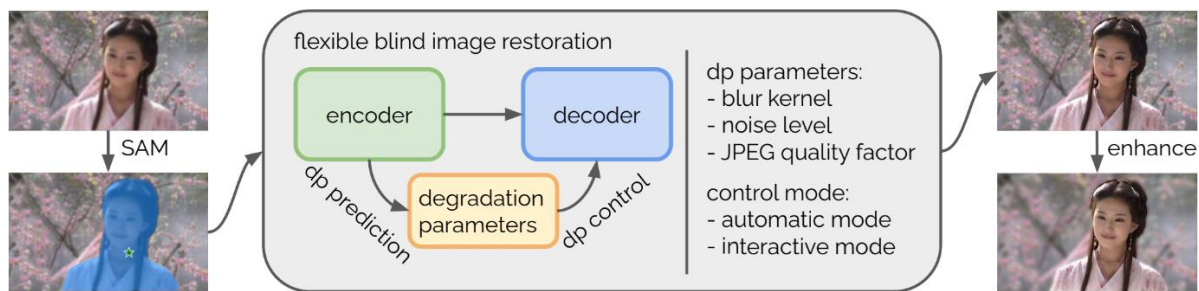 SAM
flexible blind image restoration
encoder
decoder
dp prediction
degradation
parameters
dp control
dp parameters:
- blur kernel
- noise level
- JPEG quality factor
control mode:
- automatic mode
- interactive mode
enhance